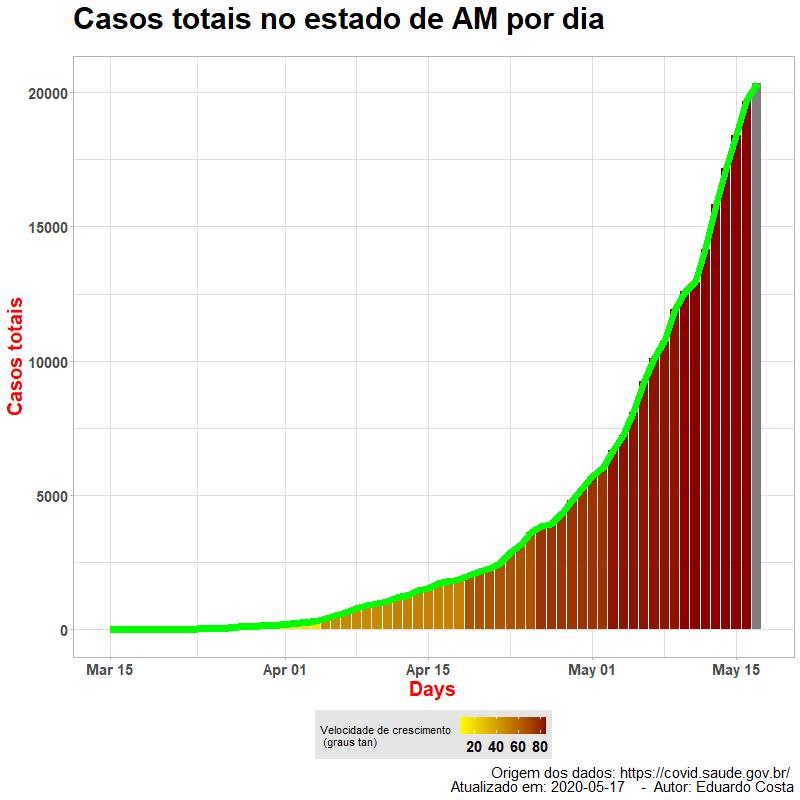 Casos totais no estado de AM por dia
Casos totais
20000
15000
10000
5000
0
Mar 15 Apr 01 Apr 15 May 01 May 15
Days
Velocidade de crescimento
(graus tan)
20 40 60 80
Origem dos dados: https://covid.saude.gov.br/
Atualizado em: 2020-05-17 - Autor: Eduardo Costa